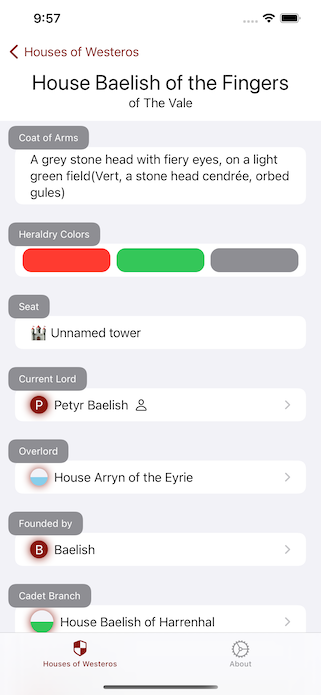 9:57
Houses of Westeros
House Baelish of the Fingers
of The Vale
Coat of Arms
A grey stone head with fiery eyes, on a light
green field(Vert, a stone head cendrée, orbed
gules)
Heraldry Colors
Seat
Unnamed tower
Current Lord
P Petyr Baelish
Overlord
House Arryn of the Eyrie
Founded by
B Baelish
Cadet Branch
House Baelish of Harrenhal
Houses of Westeros
About